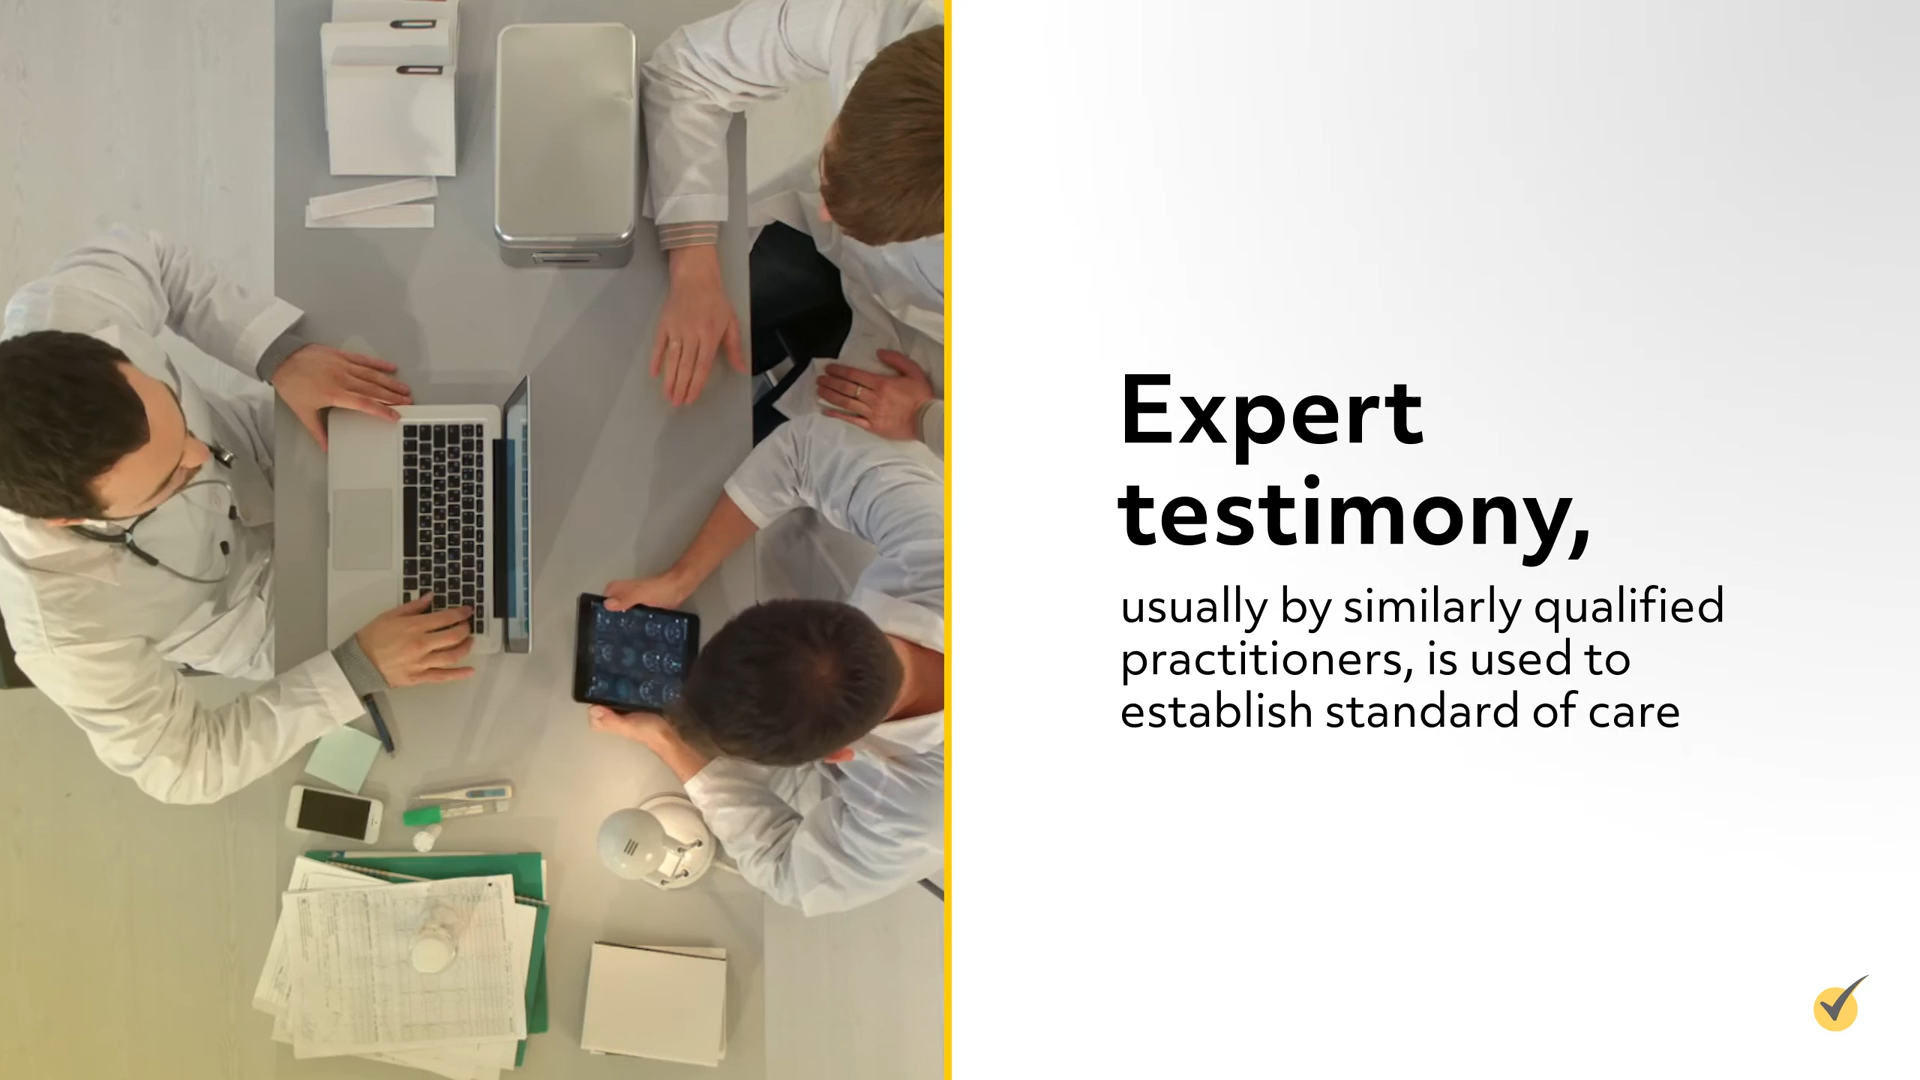 Expert
testimony,
usually by similarly qualified
practitioners, is used to
establish standard of care